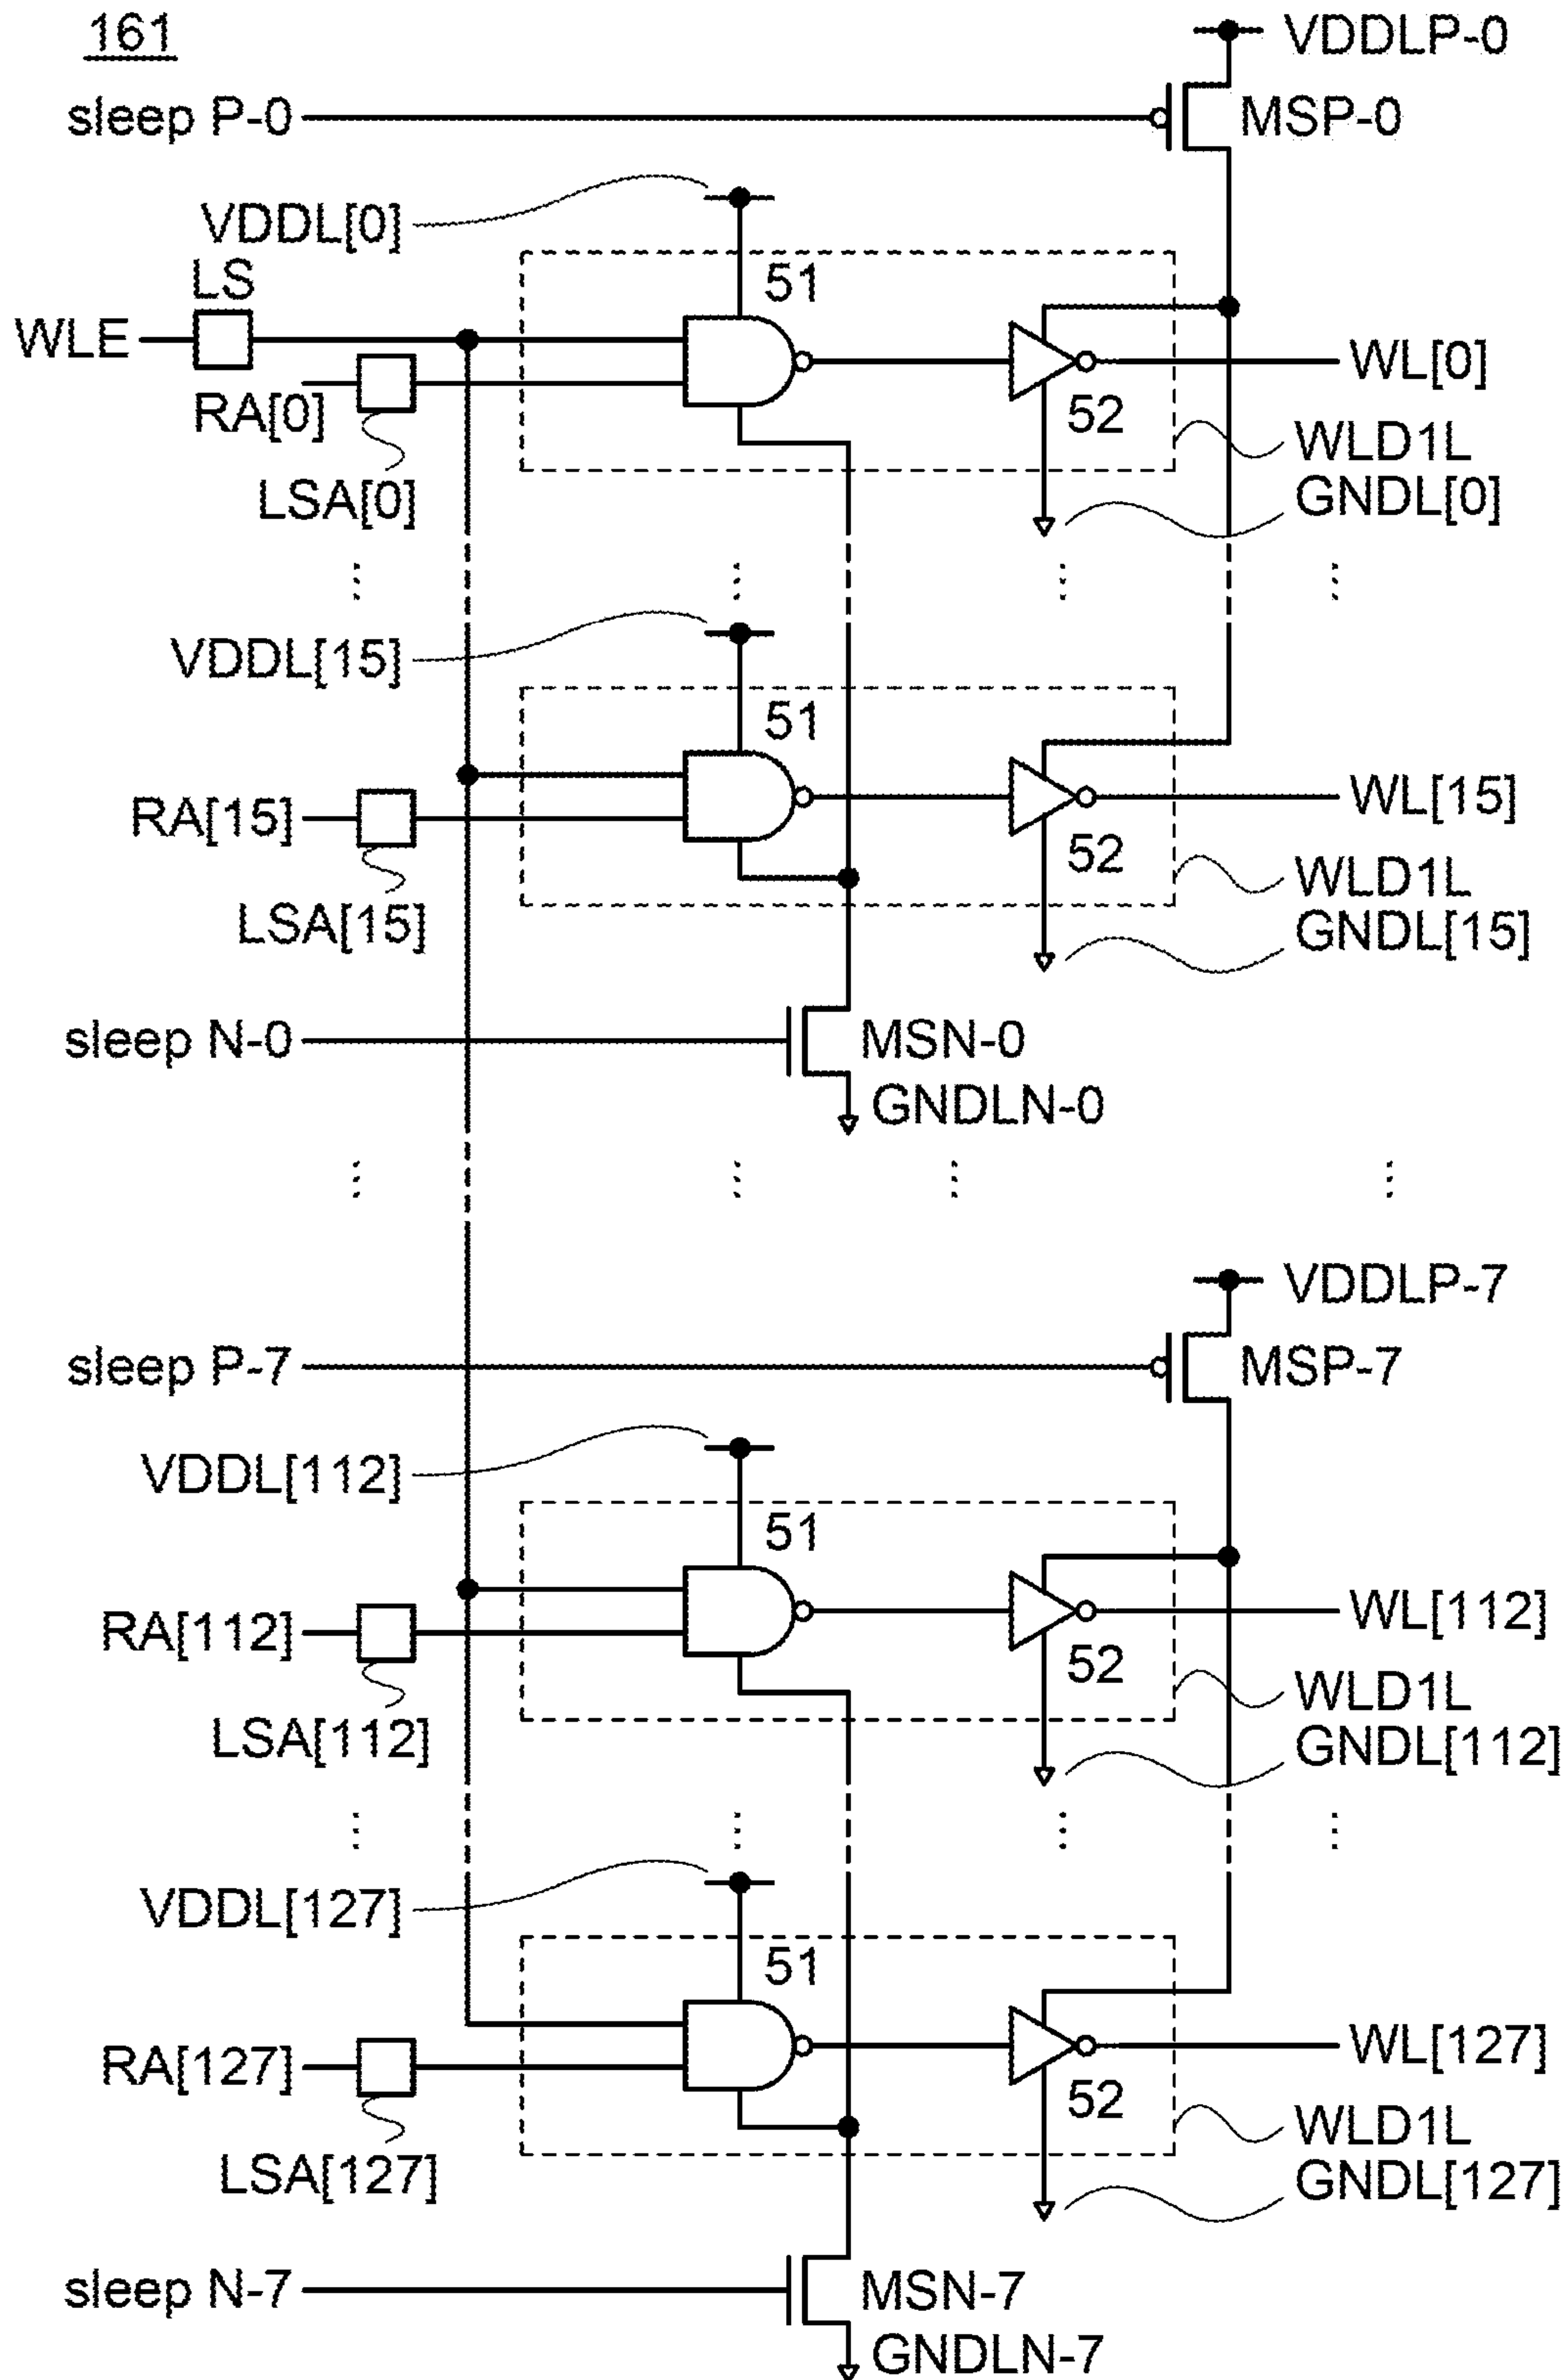 161
VDDLP-0
sleep P-0
MSP-0
VDDL[0]
51
LS
WLE
WL[0]
RA[0]
52
WLD1L
LSA[0]
GNDL[0]
VDDL[15]
51
RA[15]
WL[15]
52
WLD1L
LSA[15]
GNDL[15]
sleep N-0
MSN-0
GNDLN-0
VDDLP-7
sleep P-7
MSP-7
VDDL[112]
51
RA[112]
WL[112]
52
WLD1L
LSA[112]
GNDL[112]
VDDL[127]
51
RA[127]
WL[127]
52
WLD1L
LSA[127]
GNDL[127]
sleep N-7
MSN-7
GNDLN-7